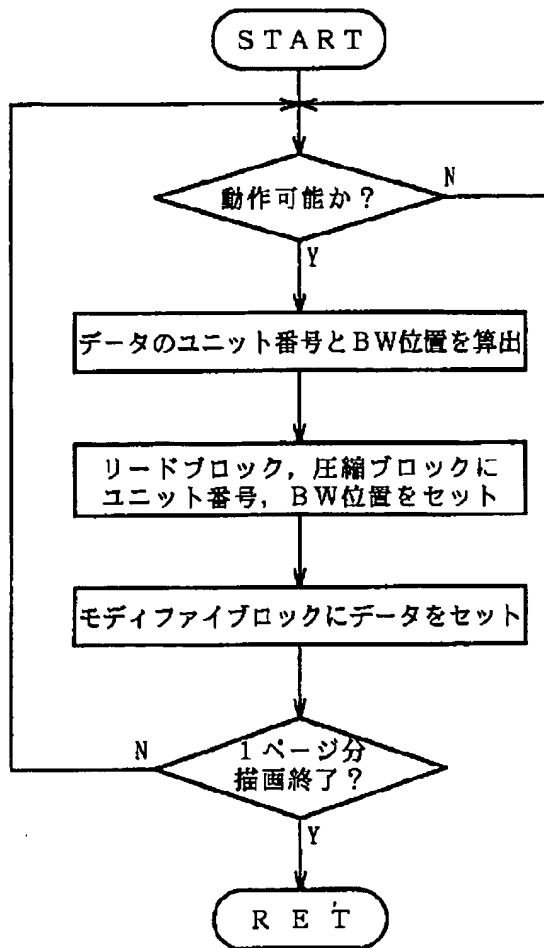 START
動作可能か？
N
Y
データのユニット番号とBW位置を算出
リードブロック，圧縮ブロックに
ユニット番号，BW位置をセット
モディファイブロックにデータをセット
N
1ページ分
描画終了？
Y
RET